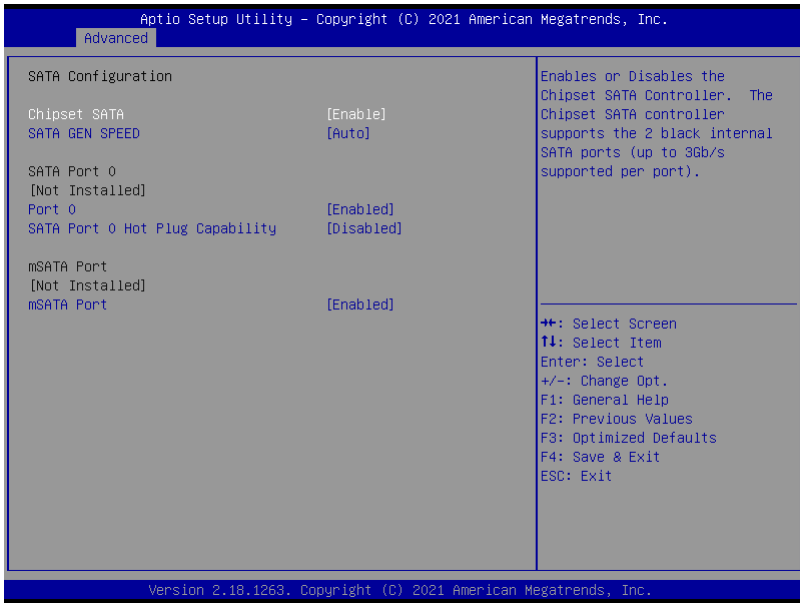 Aptio Setup Utility – Copyright (C) 2021 American Megatrends, Inc.
Advanced
SATA Configuration
Chipset SATA [Enable]
SATA GEN SPEED [Auto]
SATA Port 0
[Not Installed]
Port 0 [Enabled]
SATA Port 0 Hot Plug Capability [Disabled]
mSATA Port
[Not Installed]
mSATA Port [Enabled]
Enables or Disables the
Chipset SATA Controller. The
Chipset SATA controller
supports the 2 black internal
SATA ports (up to 3Gb/s
supported per port).
→←: Select Screen
↑↓: Select Item
Enter: Select
+/-: Change Opt.
F1: General Help
F2: Previous Values
F3: Optimized Defaults
F4: Save & Exit
ESC: Exit
Version 2.18.1263. Copyright (C) 2021 American Megatrends, Inc.